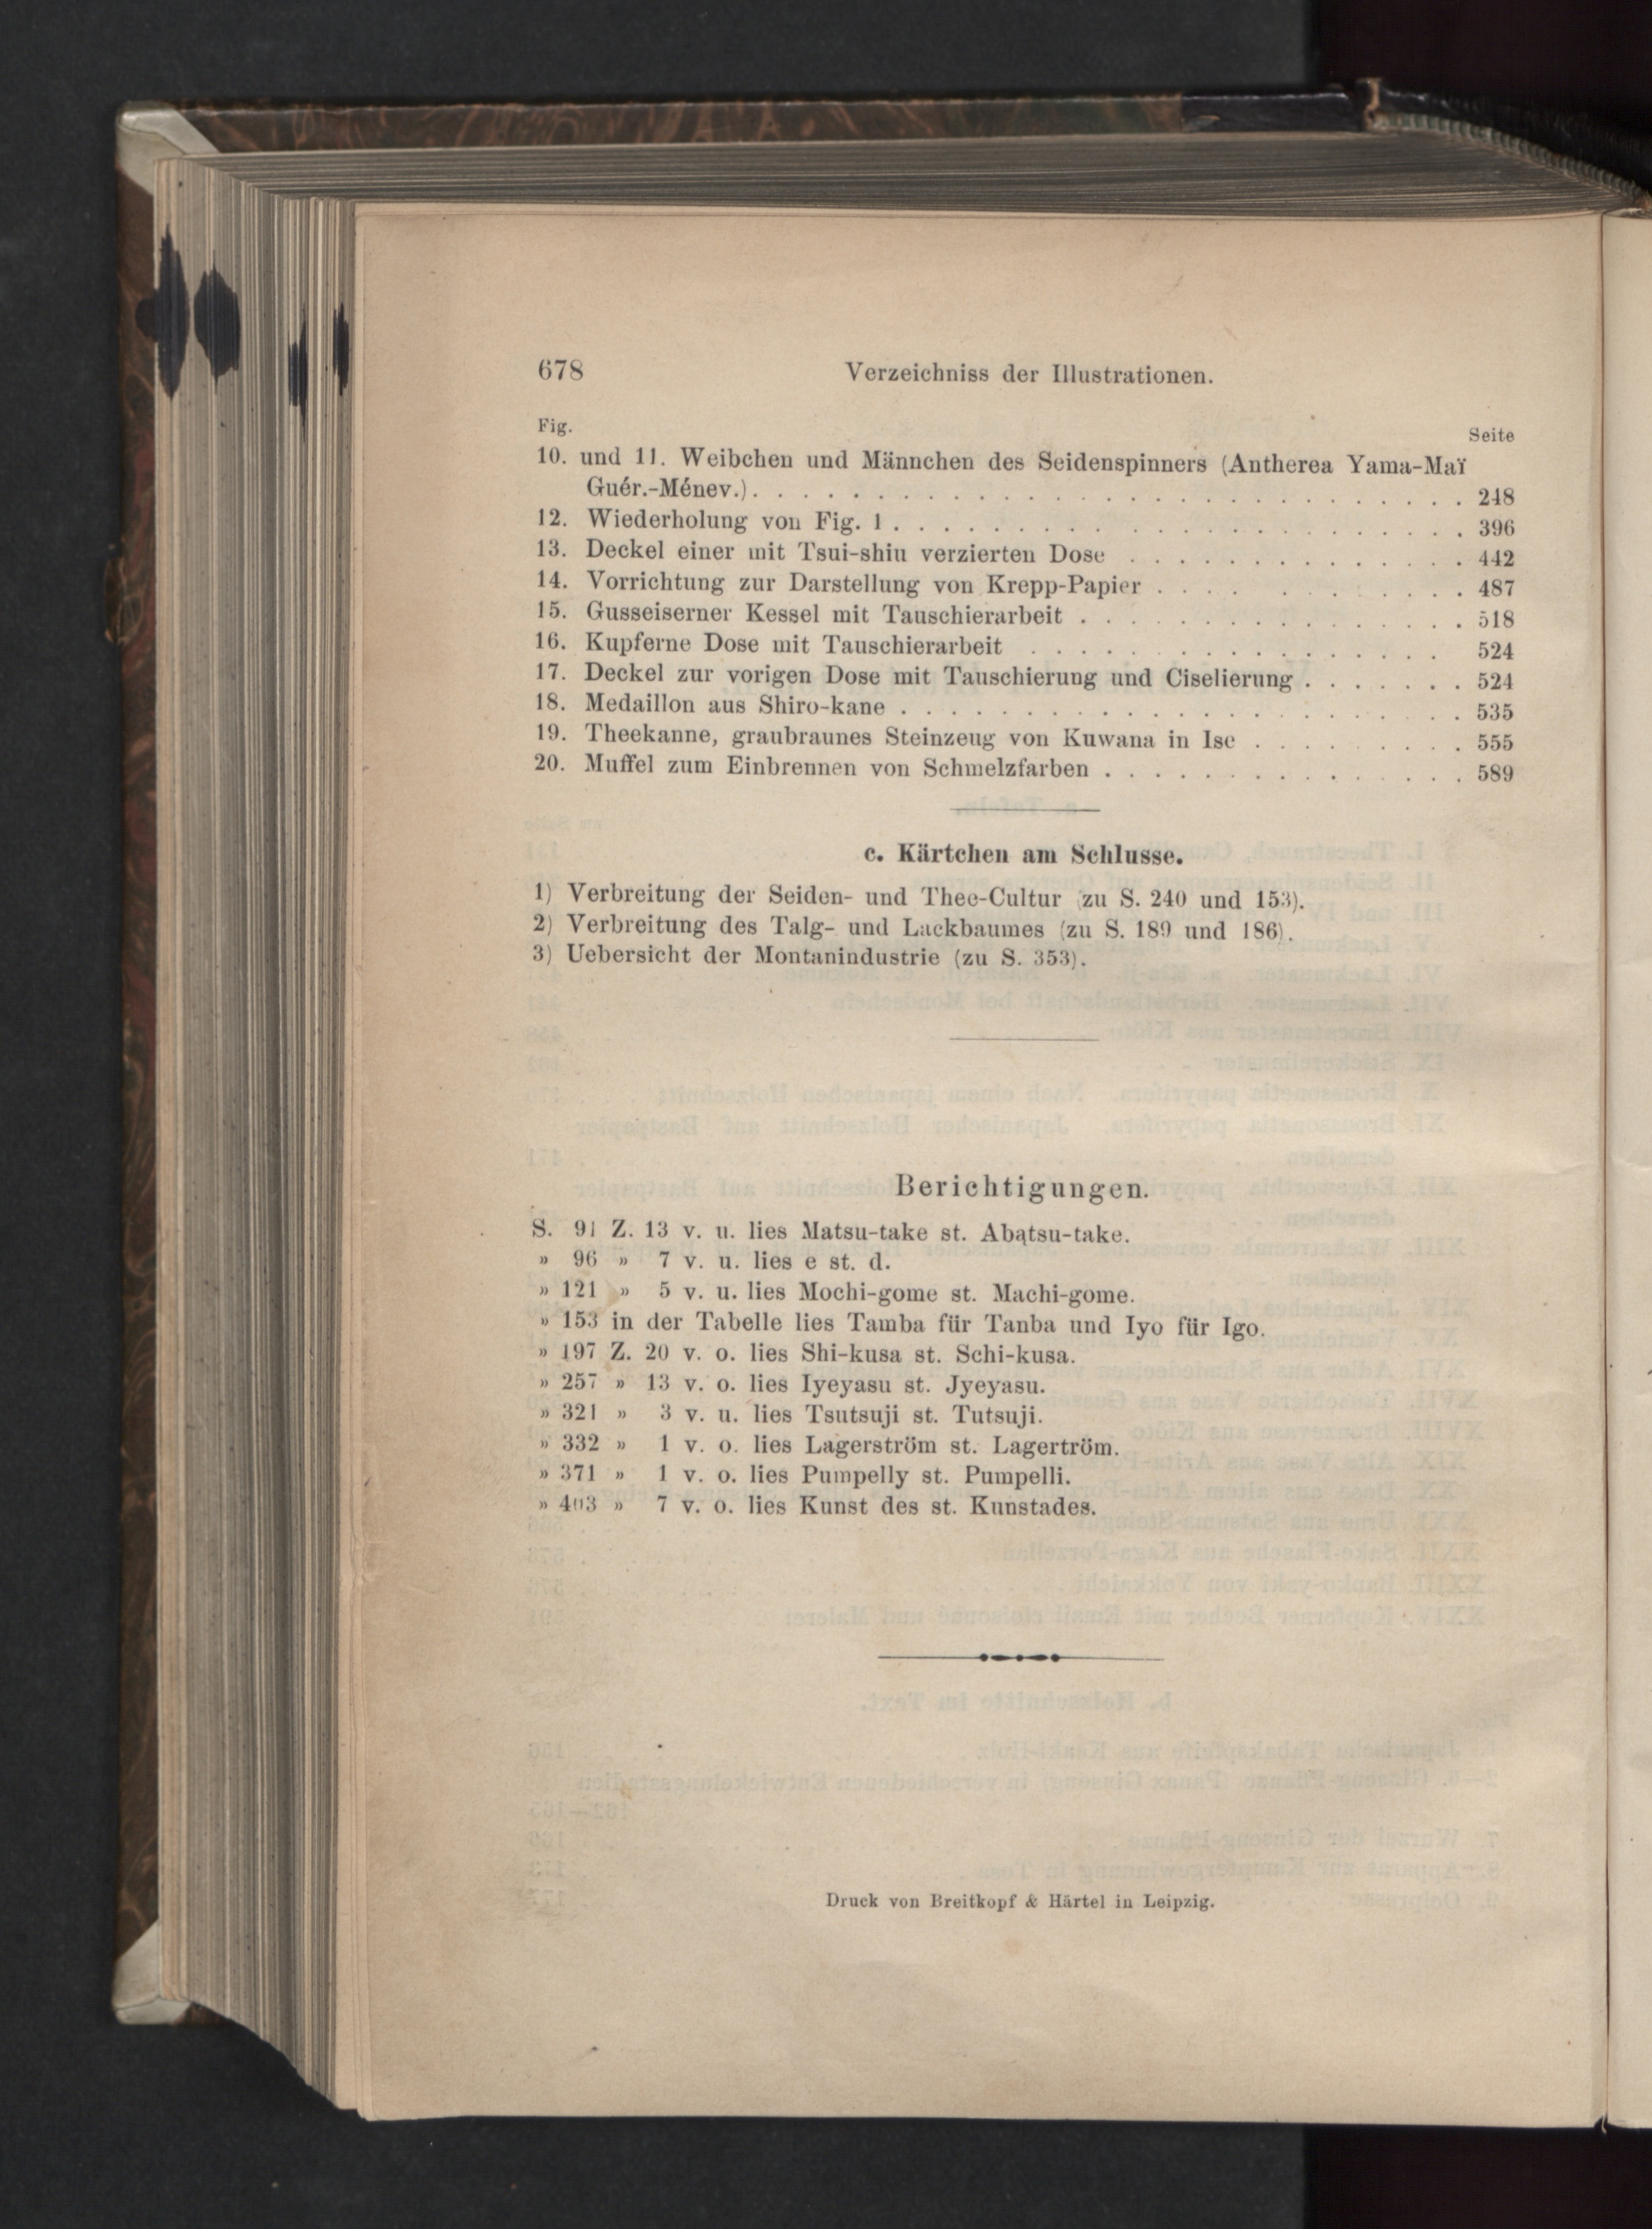 678 Verzeichniss der Illustrationen.
Fig. Seite
10. und 11. Weibchen und Männchen des Seidenspinners (Antherea Yama-Maï
Guér.-Ménev.). . . . . . . . . . . . . . . . . . . . . . . . . . . . . 248
12. Wiederholung von Fig. 1 . . . . . . . . . . . . . . . . . . . . . . . 396
13. Deckel einer mit Tsui-shiu verzierten Dose . . . . . . . . . . . . . . 442
14. Vorrichtung zur Darstellung von Krepp-Papier . . . . . . . . . . . . 487
15. Gusseiserner Kessel mit Tauschierarbeit . . . . . . . . . . . . . . . . 518
16. Kupferne Dose mit Tauschierarbeit . . . . . . . . . . . . . . . . . 524
17. Deckel zur vorigen Dose mit Tauschierung und Ciselierung . . . . . . . 524
18. Medaillon aus Shiro-kane . . . . . . . . . . . . . . . . . . . . . . . 535
19. Theekanne, graubraunes Steinzeug von Kuwana in Ise . . . . . . . . . 555
20. Muffel zum Einbrennen von Schmelzfarben . . . . . . . . . . . . . . . 589
c. Kärtchen am Schlusse.
1) Verbreitung der Seiden- und Thee-Cultur (zu S. 240 und 153).
2) Verbreitung des Talg- und Lackbaumes (zu S. 189 und 186).
3) Uebersicht der Montanindustrie (zu S. 353).
Berichtigungen.
S. 91 Z. 13 v. u. lies Matsu-take st. Abatsu-take.
» 96 » 7 v. u. lies e st. d.
» 121 » 5 v. u. lies Mochi-gome st. Machi-gome.
» 153 in der Tabelle lies Tamba für Tanba und Iyo für Igo.
» 197 Z. 20 v. o. lies Shi-kusa st. Schi-kusa.
» 257 » 13 v. o. lies Iyeyasu st. Jyeyasu.
» 321 » 3 v. u. lies Tsutsuji st. Tutsuji.
» 332 » 1 v. o. lies Lagerström st. Lagertröm.
» 371 » 1 v. o. lies Pumpelly st. Pumpelli.
» 403 » 7 v. o. lies Kunst des st. Kunstades.
Druck von Breitkopf & Härtel in Leipzig.